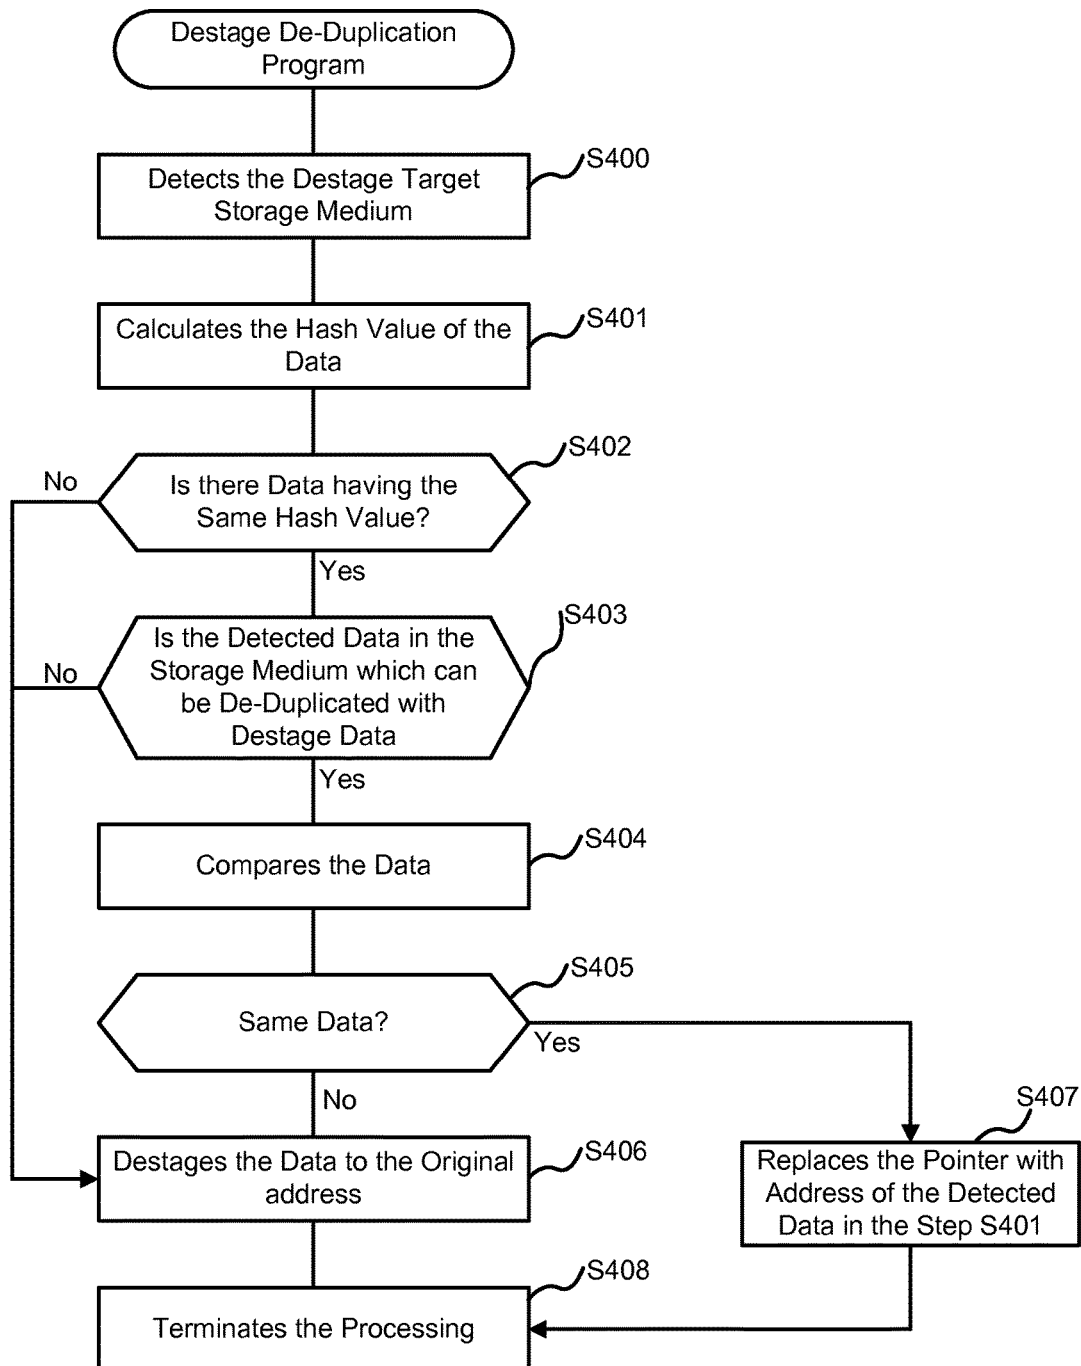 Destage De-Duplication
Program
S400
Detects the Destage Target
Storage Medium
S401
Calculates the Hash Value of the
Data
S402
No
Is there Data having the
Same Hash Value?
Yes
S403
Is the Detected Data in the
Storage Medium which can
be De-Duplicated with
Destage Data
No
Yes
S404
Compares the Data
S405
Same Data?
Yes
No
S406
Destages the Data to the Original
address
S407
Replaces the Pointer with
Address of the Detected
Data in the Step S401
S408
Terminates the Processing